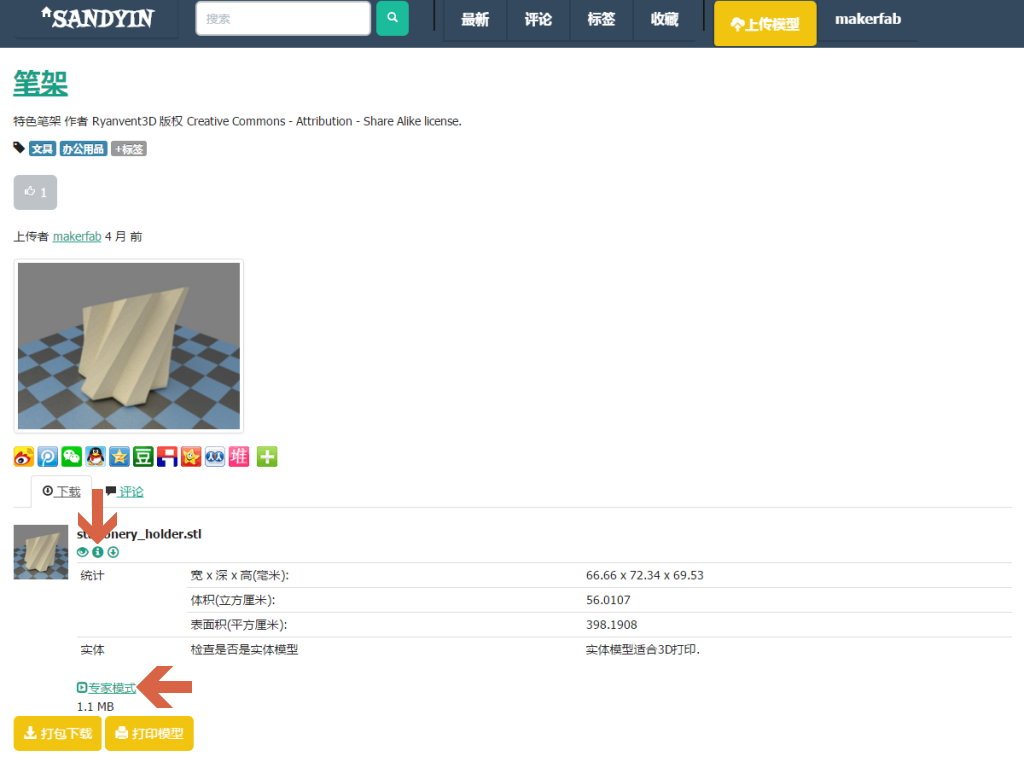 SANDYIN
搜索
最新
评论
标签
收藏
上传模型
makerfab
笔架
特色笔架 作者 Ryanvent3D 版权 Creative Commons - Attribution - Share Alike license.
文具 办公用品 +标签
1
上传者 makerfab 4 月 前
豆
堆
下载
评论
stationery_holder.stl
统计
宽 x 深 x 高(毫米):
66.66 x 72.34 x 69.53
体积(立方厘米):
56.0107
表面积(平方厘米):
398.1908
实体
检查是否是实体模型
实体模型适合3D打印.
专家模式
1.1 MB
打包下载
打印模型